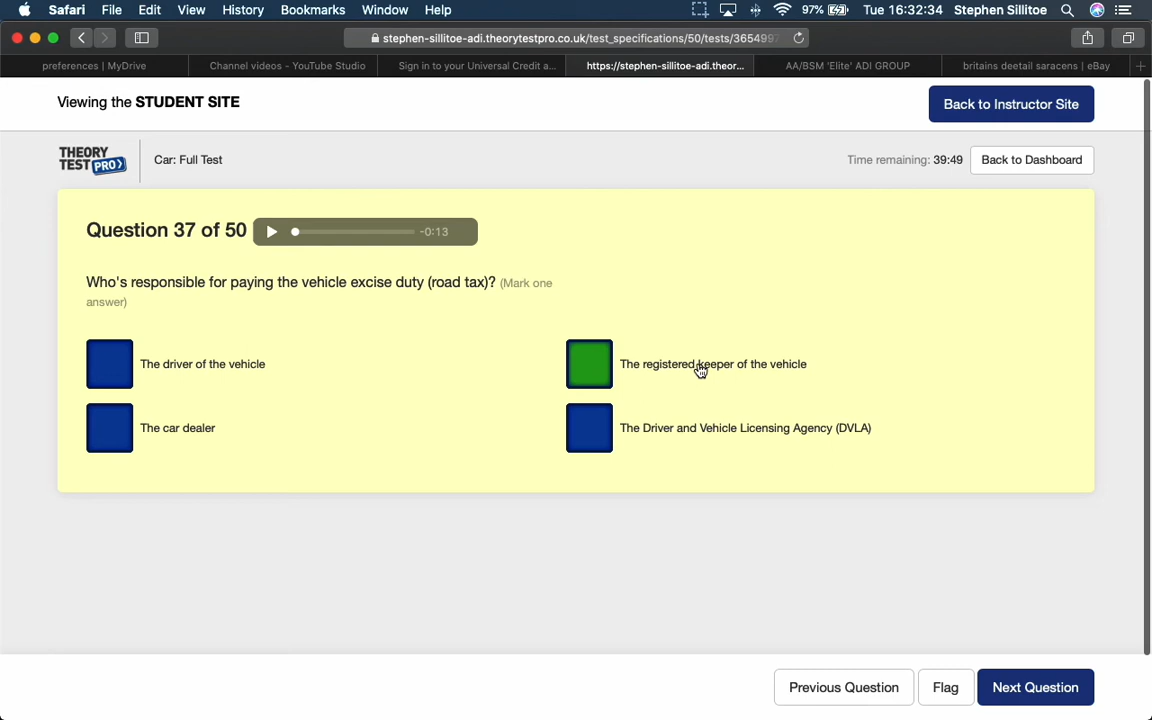 Safari File Edit View History Bookmarks Window Help 97% Tue 16:32:34 Stephen Sillitoe
stephen-sillitoe-adi.theorytestpro.co.uk/test_specifications/50/tests/3654997
preferences | MyDrive
Channel videos - YouTube Studio
Sign in to your Universal Credit a...
https://stephen-sillitoe-adi.theor...
AA/BSM 'Elite' ADI GROUP
britains deetail saracens | eBay
Viewing the STUDENT SITE
Back to Instructor Site
THEORY
TEST PRO
Car: Full Test
Time remaining: 39:49
Back to Dashboard
Question 37 of 50
-0:13
Who's responsible for paying the vehicle excise duty (road tax)? (Mark one
answer)
The driver of the vehicle
The registered keeper of the vehicle
The car dealer
The Driver and Vehicle Licensing Agency (DVLA)
Previous Question
Flag
Next Question